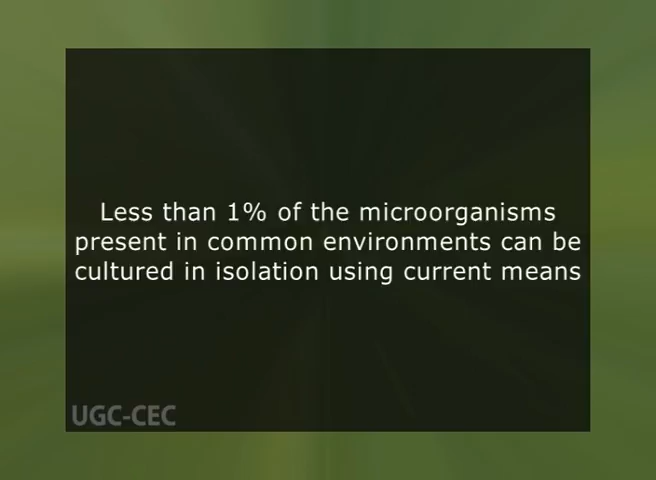 Less than 1% of the microorganisms
present in common environments can be
cultured in isolation using current means
UGC-CEC